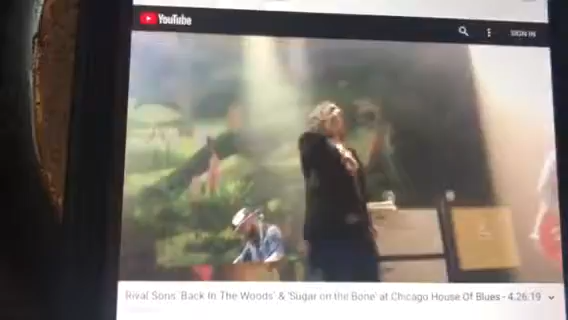 YouTube
SIGN IN
Rival Sons 'Back In The Woods' & 'Sugar on the Bone' at Chicago House Of Blues - 4.26.19